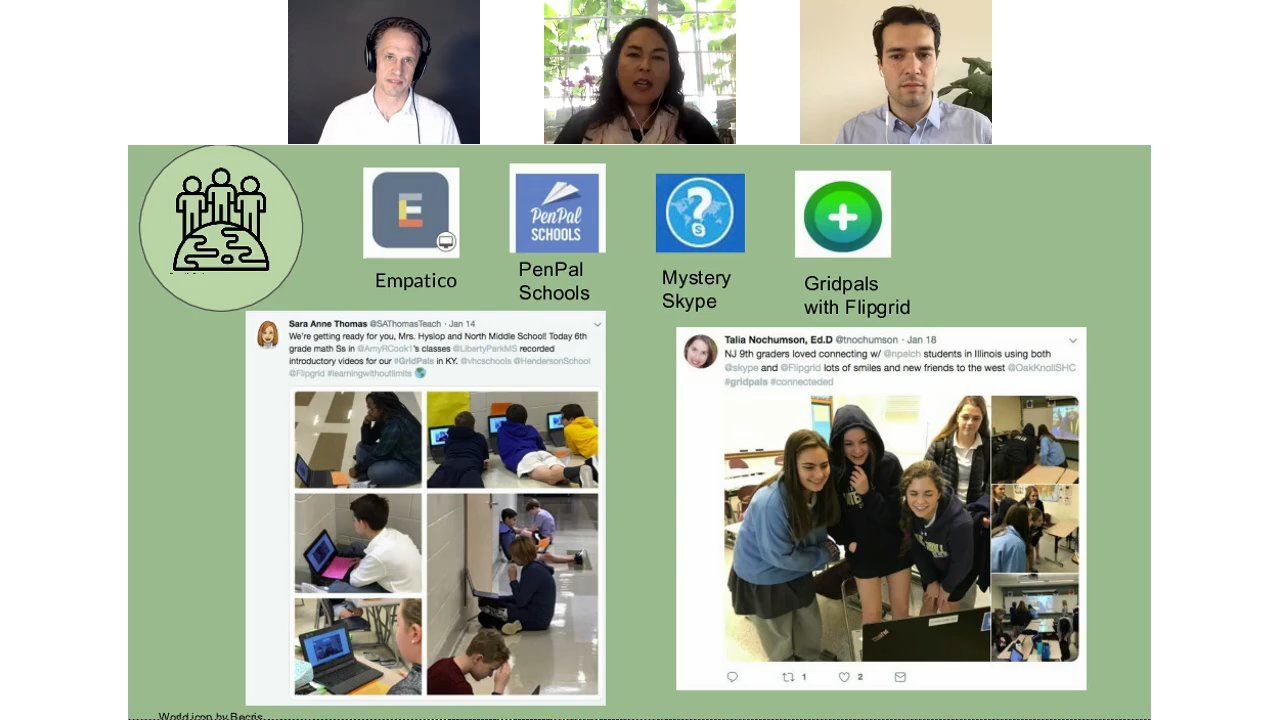 E
PenPal
SCHOOLS
?
S
Empatico
PenPal
Schools
Mystery
Skype
Gridpals
with Flipgrid
Sara Anne Thomas @SAThomasTeach · Jan 14
We're getting ready for you, Mrs. Hyslop and North Middle School! Today 6th
grade math Ss in @AmyRCook1's classes @LibertyParkMS recorded
introductory videos for our #GridPals in KY. @vhcschools @HendersonSchool
@Flipgrid #learningwithoutlimits
Talia Nochumson, Ed.D @tnochumson · Jan 18
NJ 9th graders loved connecting w/ @npelch students in Illinois using both
@skype and @Flipgrid lots of smiles and new friends to the west @OakKnollSHC
#gridpals #connecteded
1
2
World icon by Becris